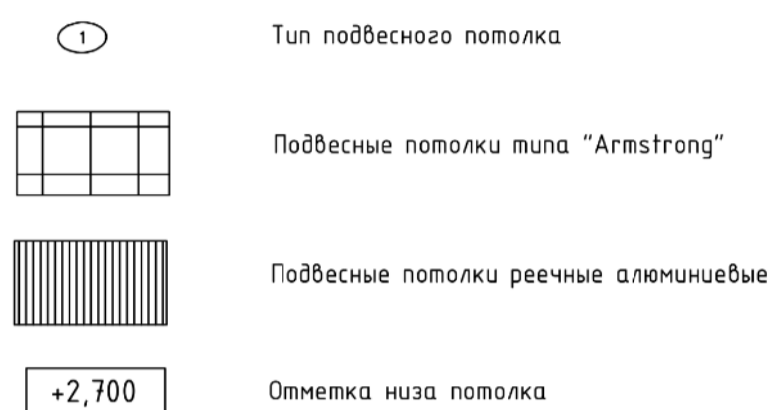 1 Тип подвесного потолка
Подвесные потолки типа "Armstrong"
Подвесные потолки реечные алюминиевые
+2,700 Отметка низа потолка